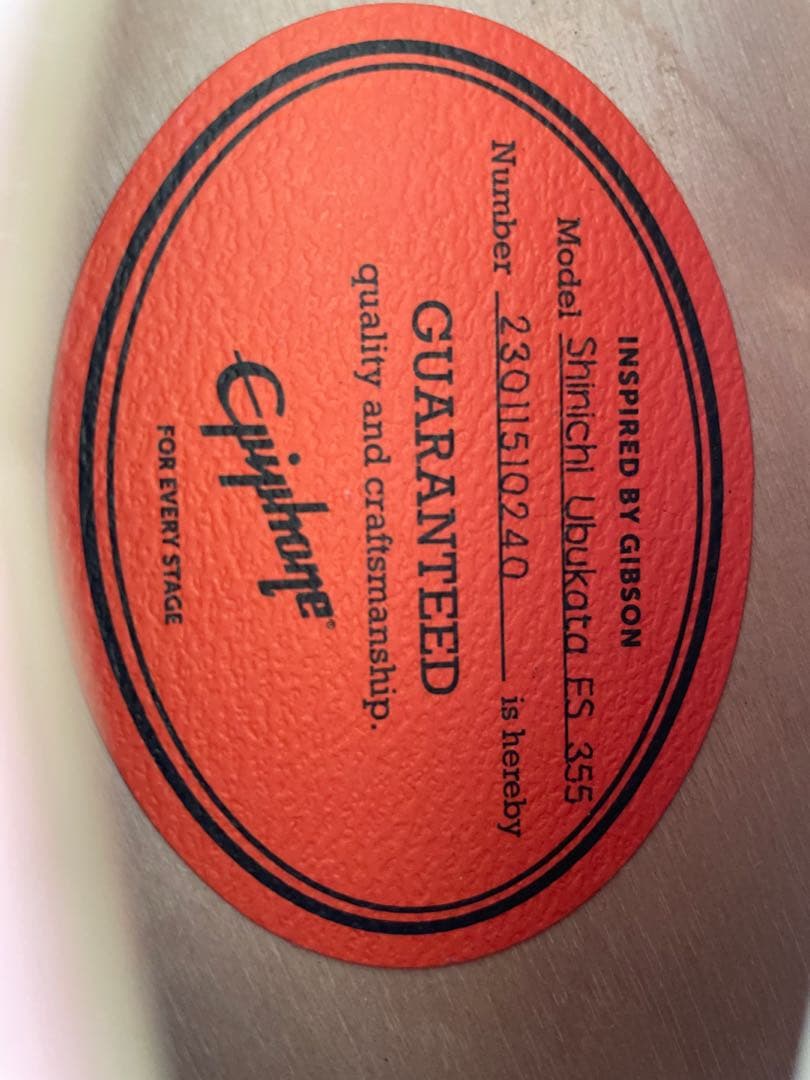 INSPIRED BY GIBSON
Model Shinichi Ubukata ES 355
Number 23011510240 is hereby
GUARANTEED
quality and craftsmanship.
Epiphone®
FOR EVERY STAGE